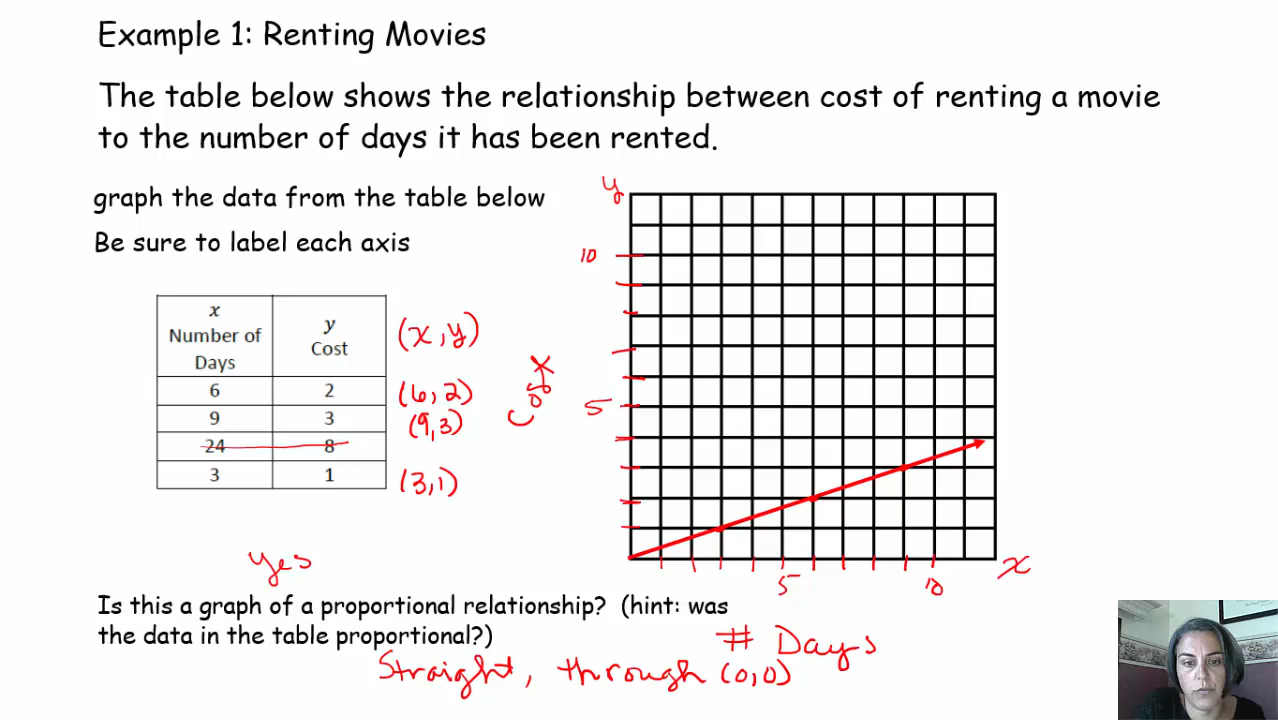 Example 1: Renting Movies
The table below shows the relationship between cost of renting a movie
to the number of days it has been rented.
graph the data from the table below
Be sure to label each axis
x
Number of
Days
y
Cost
(x, y)
6 2 (6, 2)
9 3 (9, 3)
24 8
3 1 (3, 1)
y
10
5
Cost
5 10
x
# Days
yes
Is this a graph of a proportional relationship? (hint: was
the data in the table proportional?)
Straight, through (0,0)